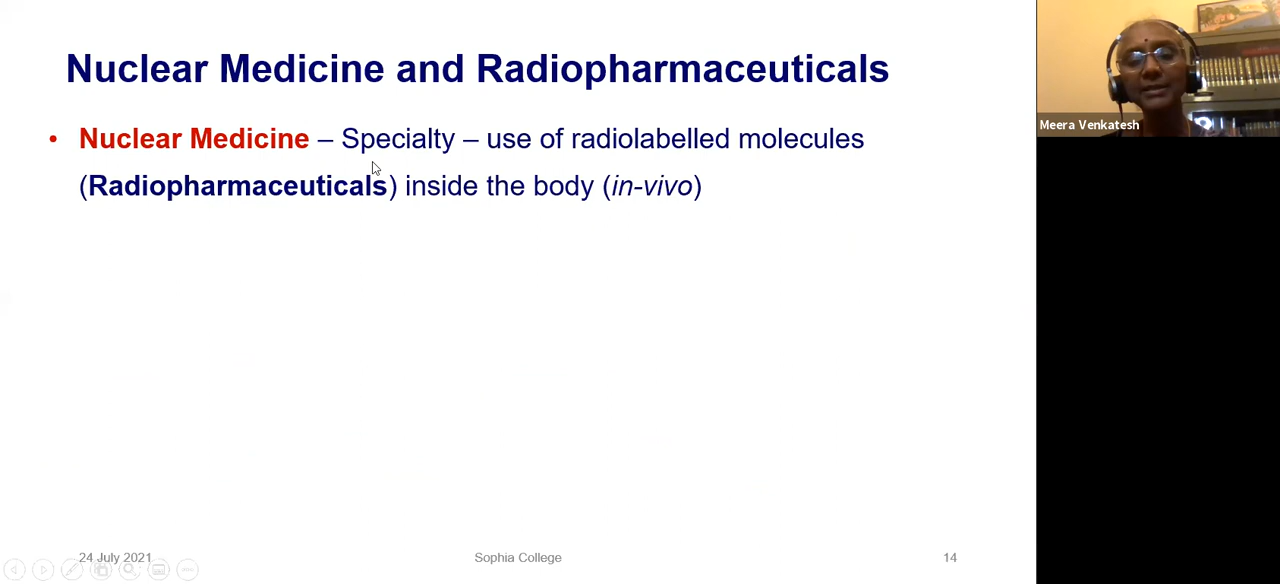 Nuclear Medicine and Radiopharmaceuticals
• Nuclear Medicine – Specialty – use of radiolabelled molecules
(Radiopharmaceuticals) inside the body (in-vivo)
Meera Venkatesh
24 July 2021
Sophia College
14